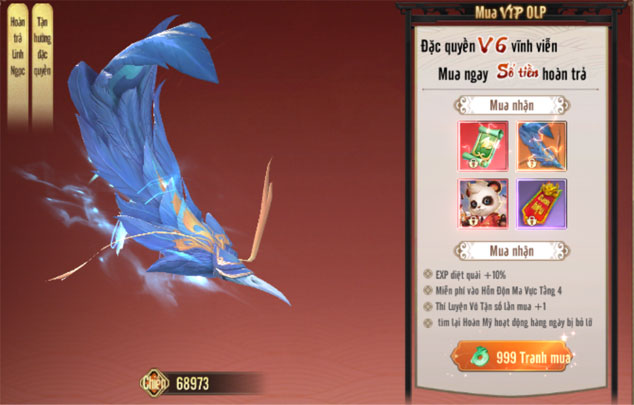 Hoàn
trả
Linh
Ngọc
Tận
hưởng
đặc
quyền
Mua VIP OLP
Đặc quyền V6 vĩnh viễn
Mua ngay Số tiền hoàn trả
Mua nhận
Mua nhận
EXP diệt quái +10%
Miễn phí vào Hỗn Độn Ma Vực Tầng 4
Thí Luyện Vô Tận số lần mua +1
tìm lại Hoàn Mỹ hoạt động hàng ngày bị bỏ lỡ
999 Tranh mua
Chiến 68973